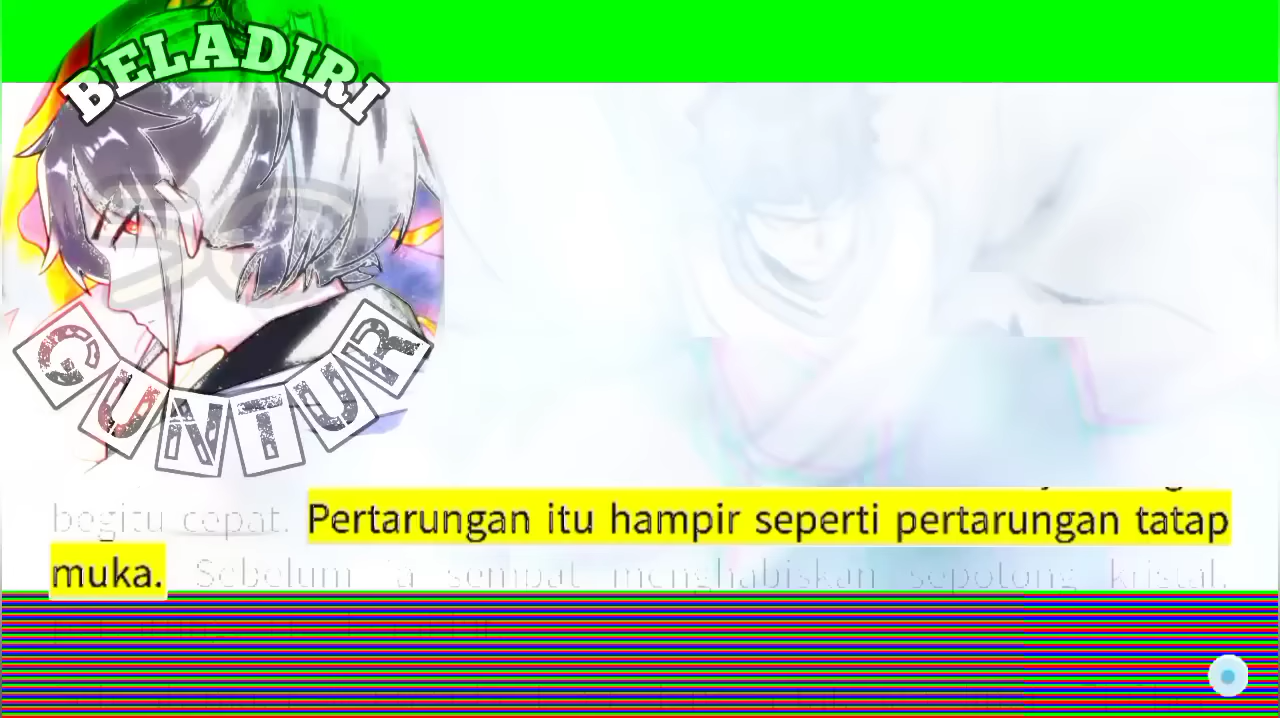 BELADIRI
GUNTUR
begitu cepat. Pertarungan itu hampir seperti pertarungan tatap
muka. Sebelum ia sempat menghabiskan sepotong kristal,